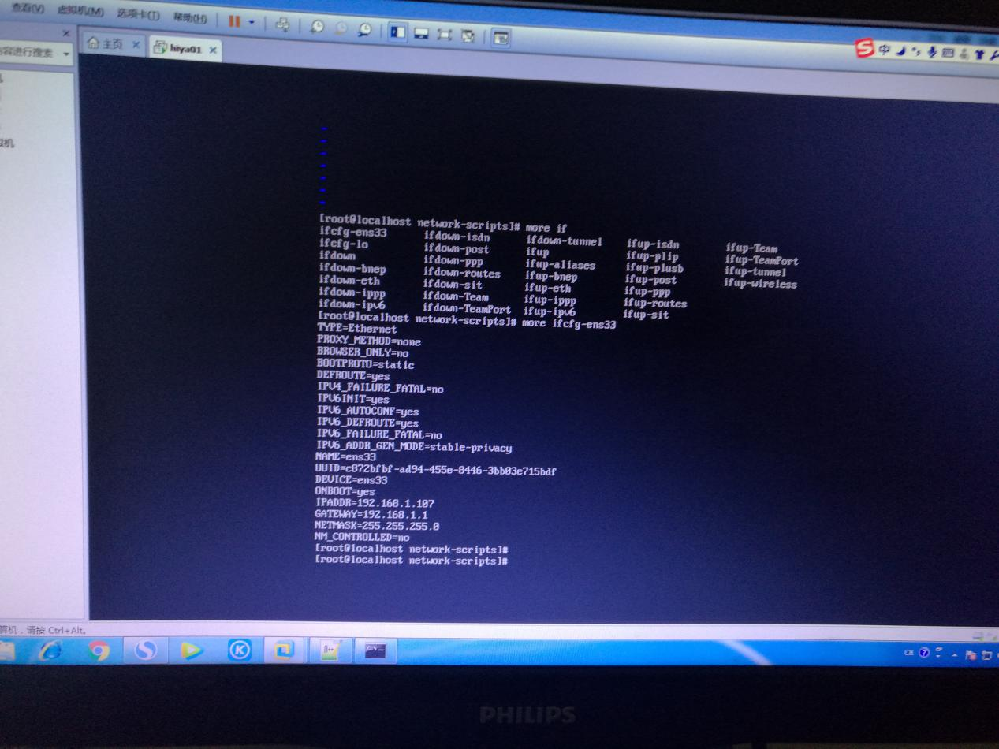 查看(V) 虚拟机(M) 选项卡(T) 帮助(H)
主页 hiya01
容进行搜索
中
拟机
[root@localhost network-scripts]# more if
ifcfg-ens33 ifdown-isdn ifdown-tunnel ifup-isdn ifup-Team
ifcfg-lo ifdown-post ifup ifup-plip ifup-TeamPort
ifdown ifdown-ppp ifup-aliases ifup-plusb ifup-tunnel
ifdown-bnep ifdown-routes ifup-bnep ifup-post ifup-wireless
ifdown-eth ifdown-sit ifup-eth ifup-ppp
ifdown-ippp ifdown-Team ifup-ippp ifup-routes
ifdown-ipv6 ifdown-TeamPort ifup-ipv6 ifup-sit
[root@localhost network-scripts]# more ifcfg-ens33
TYPE=Ethernet
PROXY_METHOD=none
BROWSER_ONLY=no
BOOTPROTO=static
DEFROUTE=yes
IPV4_FAILURE_FATAL=no
IPV6INIT=yes
IPV6_AUTOCONF=yes
IPV6_DEFROUTE=yes
IPV6_FAILURE_FATAL=no
IPV6_ADDR_GEN_MODE=stable-privacy
NAME=ens33
UUID=c872bfbf-ad94-455e-8446-3bb03e715bdf
DEVICE=ens33
ONBOOT=yes
IPADDR=192.168.1.107
GATEWAY=192.168.1.1
NETMASK=255.255.255.0
NM_CONTROLLED=no
[root@localhost network-scripts]#
[root@localhost network-scripts]#
算机，请按 Ctrl+Alt。
CH
PHILIPS